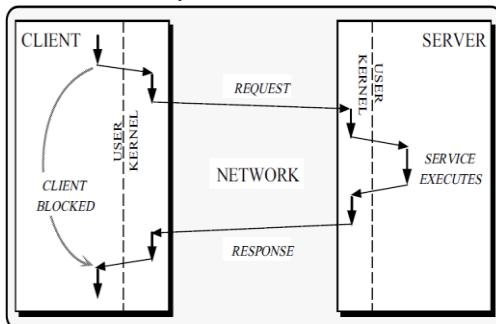 CLIENT
SERVER
REQUEST
USER
KERNEL
KERNEL
USER
CLIENT
BLOCKED
NETWORK
SERVICE
EXECUTES
RESPONSE